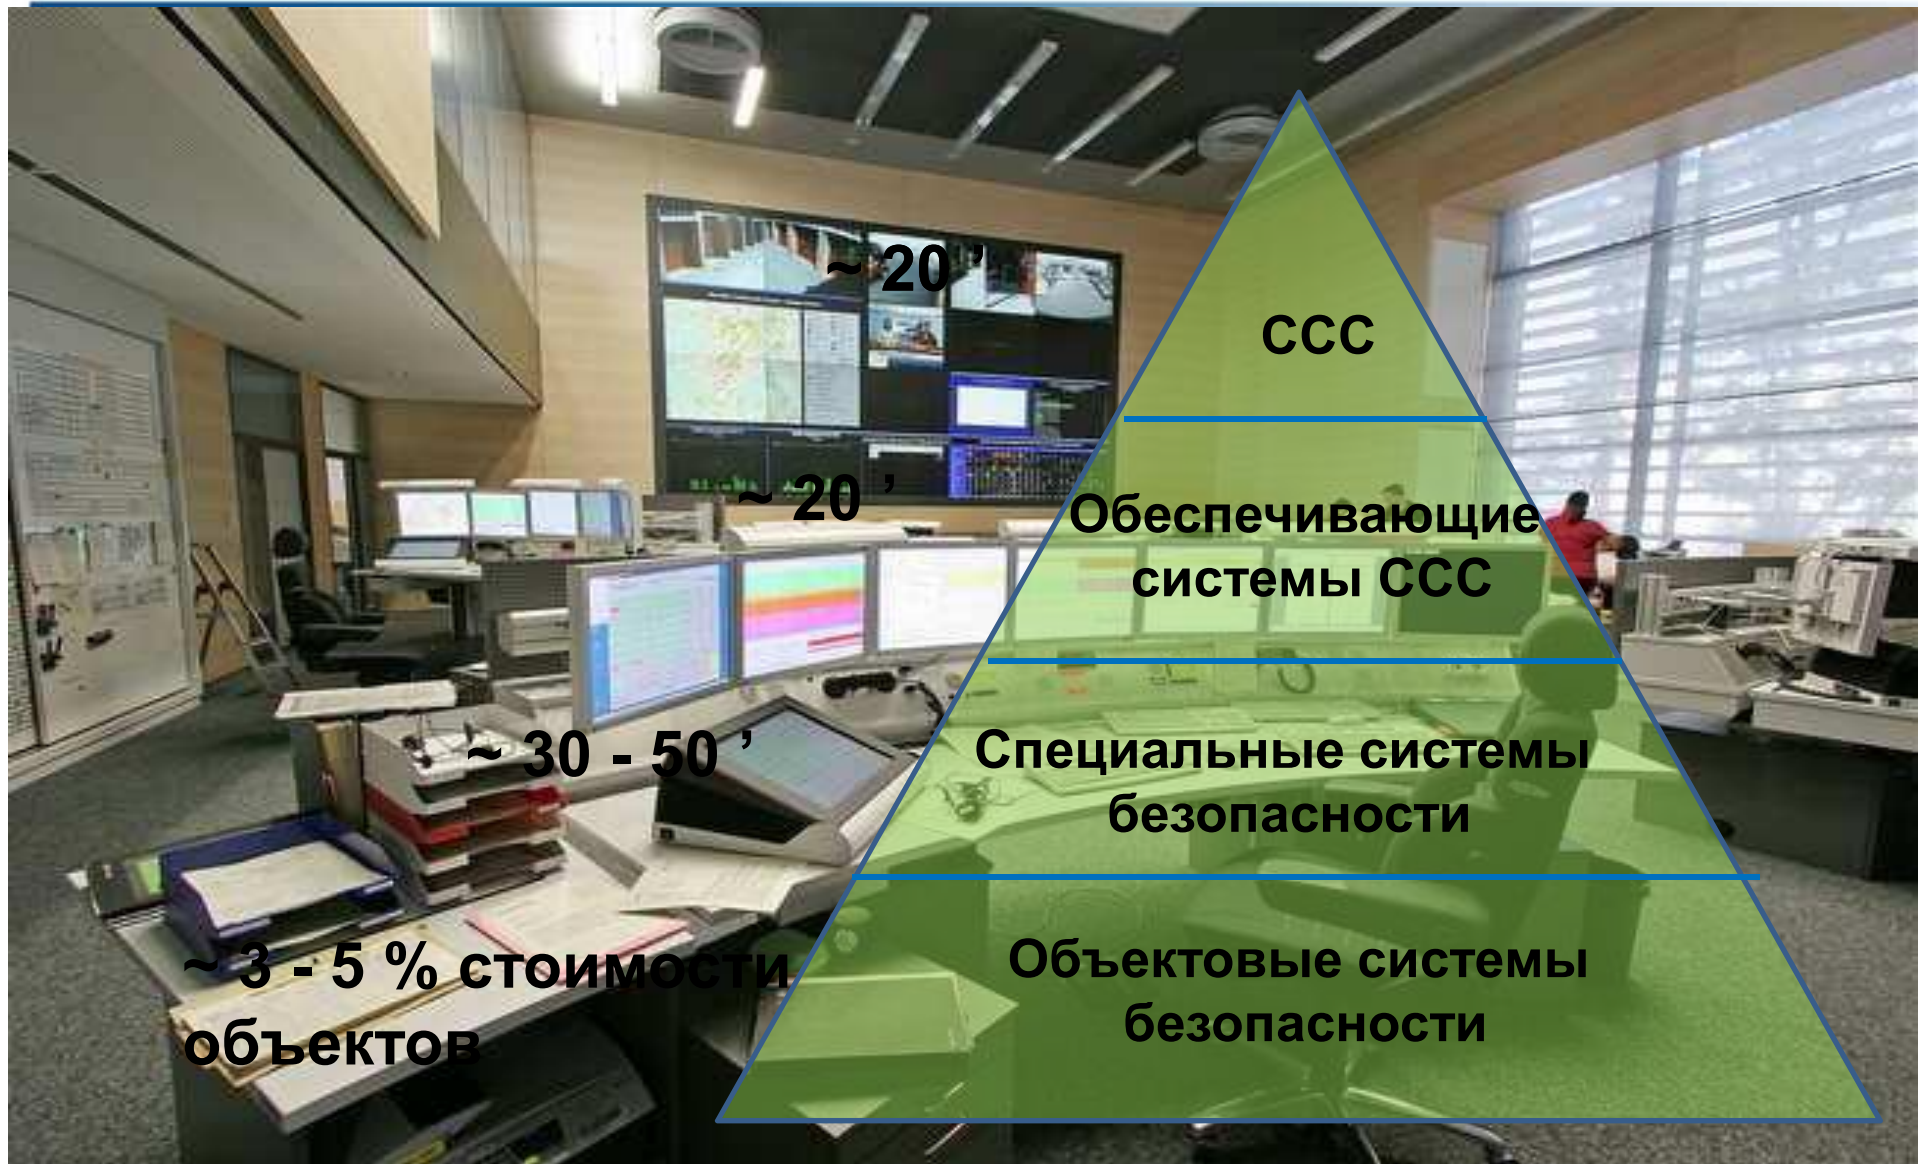 ~ 20 ’
ССС
~ 20 ’
Обеспечивающие
системы ССС
~ 30 - 50 ’
Специальные системы
безопасности
~ 3 - 5 % стоимости
объектов
Объектовые системы
безопасности